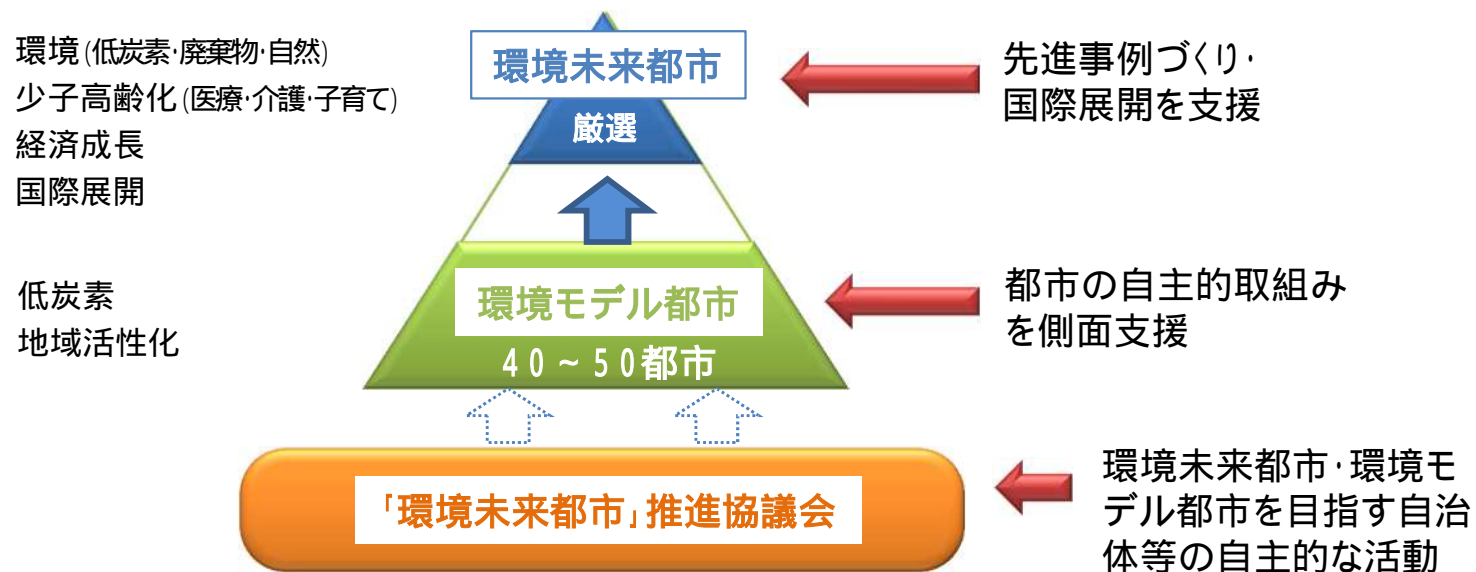 環境(低炭素･廃棄物･自然)
少子高齢化(医療･介護･子育て)
経済成長
国際展開
環境未来都市
厳選
先進事例づくり･
国際展開を支援
低炭素
地域活性化
環境モデル都市
４０～５０都市
都市の自主的取組み
を側面支援
｢環境未来都市｣推進協議会
環境未来都市･環境モ
デル都市を目指す自治
体等の自主的な活動